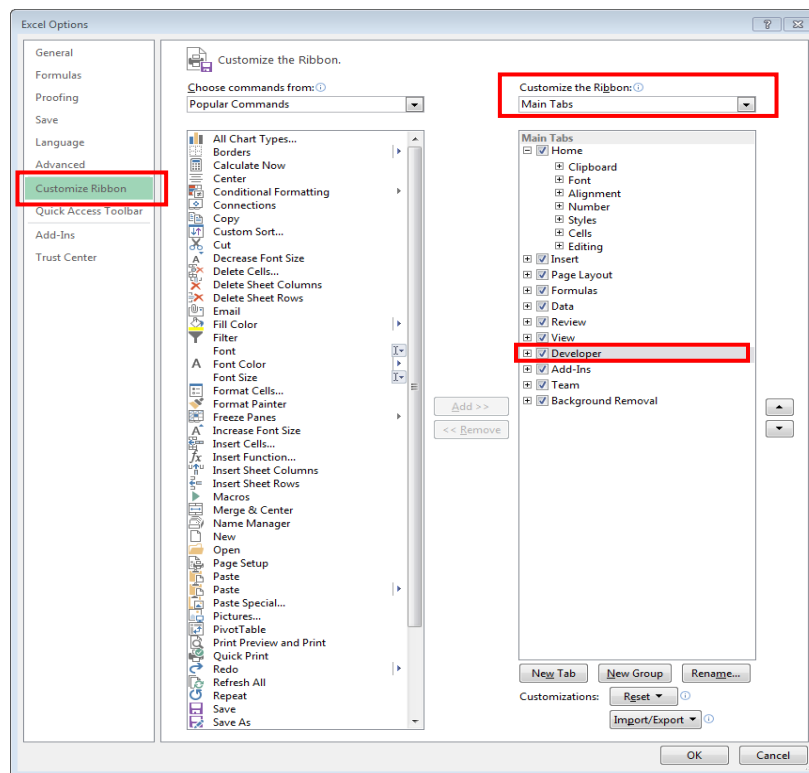 Excel Options
General
Formulas
Proofing
Save
Language
Advanced
Customize Ribbon
Quick Access Toolbar
Add-Ins
Trust Center
Customize the Ribbon.
Choose commands from:
Popular Commands
All Chart Types...
Borders
Calculate Now
Center
Conditional Formatting
Connections
Copy
Custom Sort...
Cut
Decrease Font Size
Delete Cells...
Delete Sheet Columns
Delete Sheet Rows
Email
Fill Color
Filter
Font
Font Color
Font Size
Format Cells...
Format Painter
Freeze Panes
Increase Font Size
Insert Cells...
Insert Function...
Insert Sheet Columns
Insert Sheet Rows
Macros
Merge & Center
Name Manager
New
Open
Page Setup
Paste
Paste
Paste Special...
Pictures...
PivotTable
Print Preview and Print
Quick Print
Redo
Refresh All
Repeat
Save
Save As
Add >>
<< Remove
Customize the Ribbon:
Main Tabs
Main Tabs
Home
Clipboard
Font
Alignment
Number
Styles
Cells
Editing
Insert
Page Layout
Formulas
Data
Review
View
Developer
Add-Ins
Team
Background Removal
New Tab New Group Rename...
Customizations: Reset
Import/Export
OK Cancel